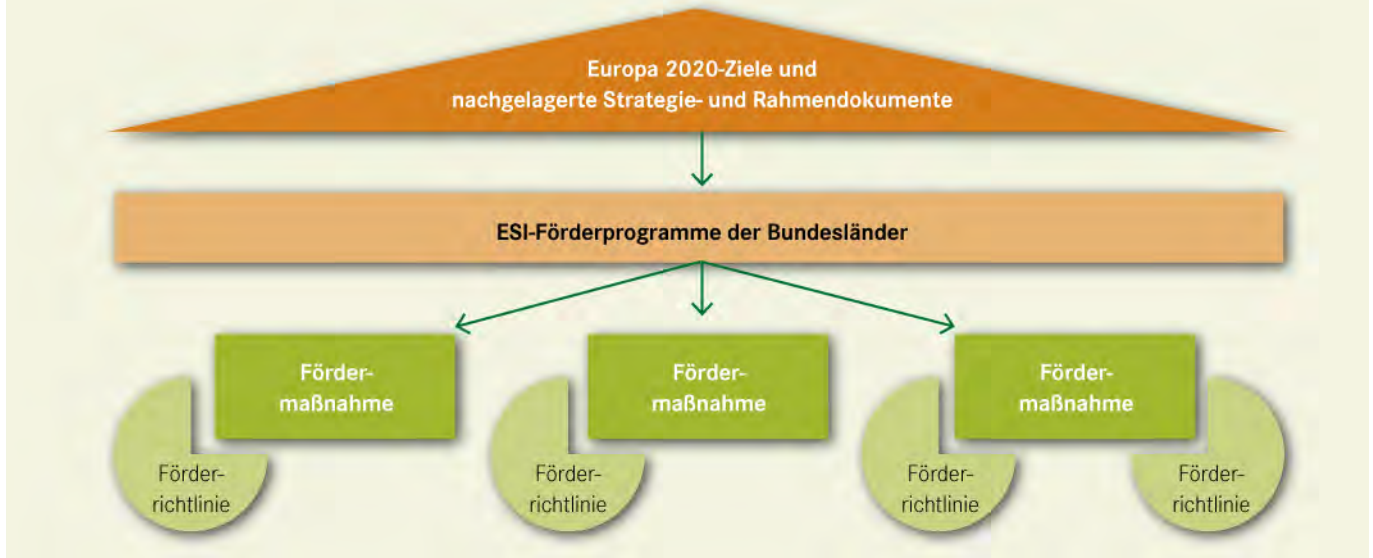 Europa 2020-Ziele und
nachgelagerte Strategie- und Rahmendokumente
ESI-Förderprogramme der Bundesländer
Förder-
maßnahme
Förder-
maßnahme
Förder-
maßnahme
Förder-
richtlinie
Förder-
richtlinie
Förder-
richtlinie
Förder-
richtlinie